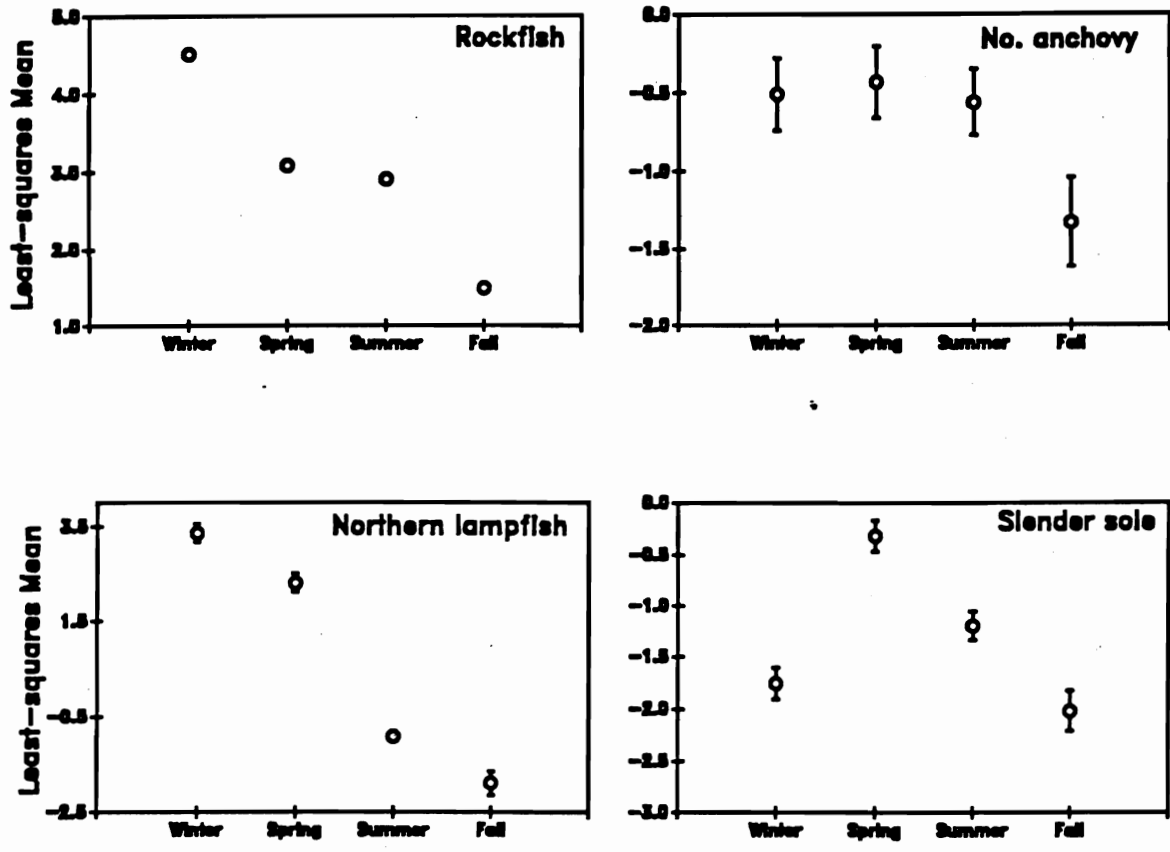 Rockfish
Least-squares Mean
5.0
4.0
3.0
2.0
1.0
Winter Spring Summer Fall
No. anchovy
0.0
-0.5
-1.0
-1.5
-2.0
Winter Spring Summer Fall
Northern lampfish
Least-squares Mean
3.5
1.5
-0.5
-2.5
Winter Spring Summer Fall
Slender sole
0.0
-0.5
-1.0
-1.5
-2.0
-2.5
-3.0
Winter Spring Summer Fall